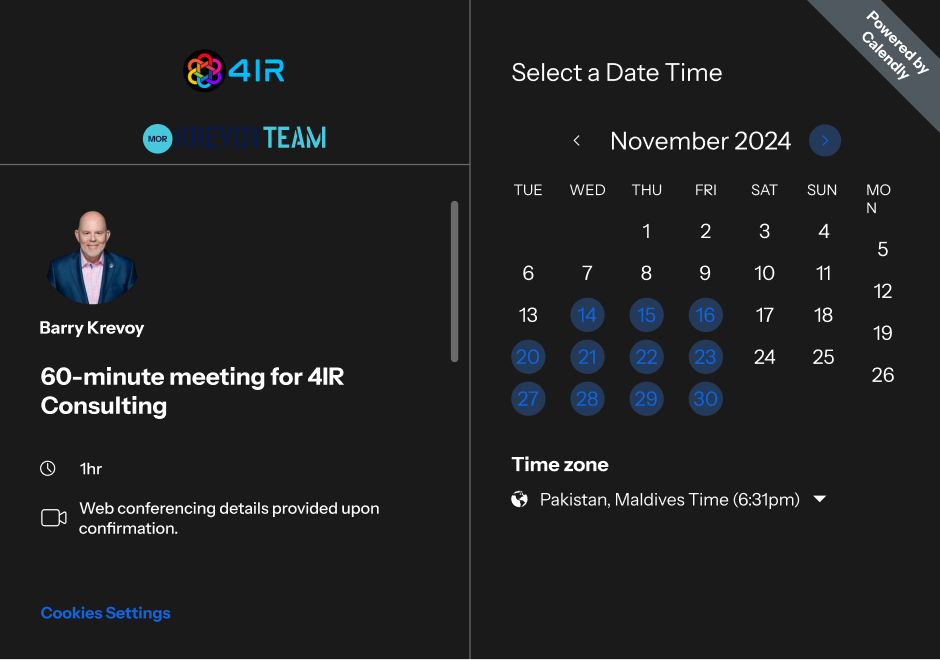 4IR
MOR KREVOYTEAM
Barry Krevoy
60-minute meeting for 4IR
Consulting
1hr
Web conferencing details provided upon
confirmation.
Cookies Settings
Powered by
Calendly
Select a Date Time
November 2024
TUE WED THU FRI SAT SUN MO
N
1 2 3 4 5
6 7 8 9 10 11 12
13 14 15 16 17 18 19
20 21 22 23 24 25 26
27 28 29 30
Time zone
Pakistan, Maldives Time (6:31pm)